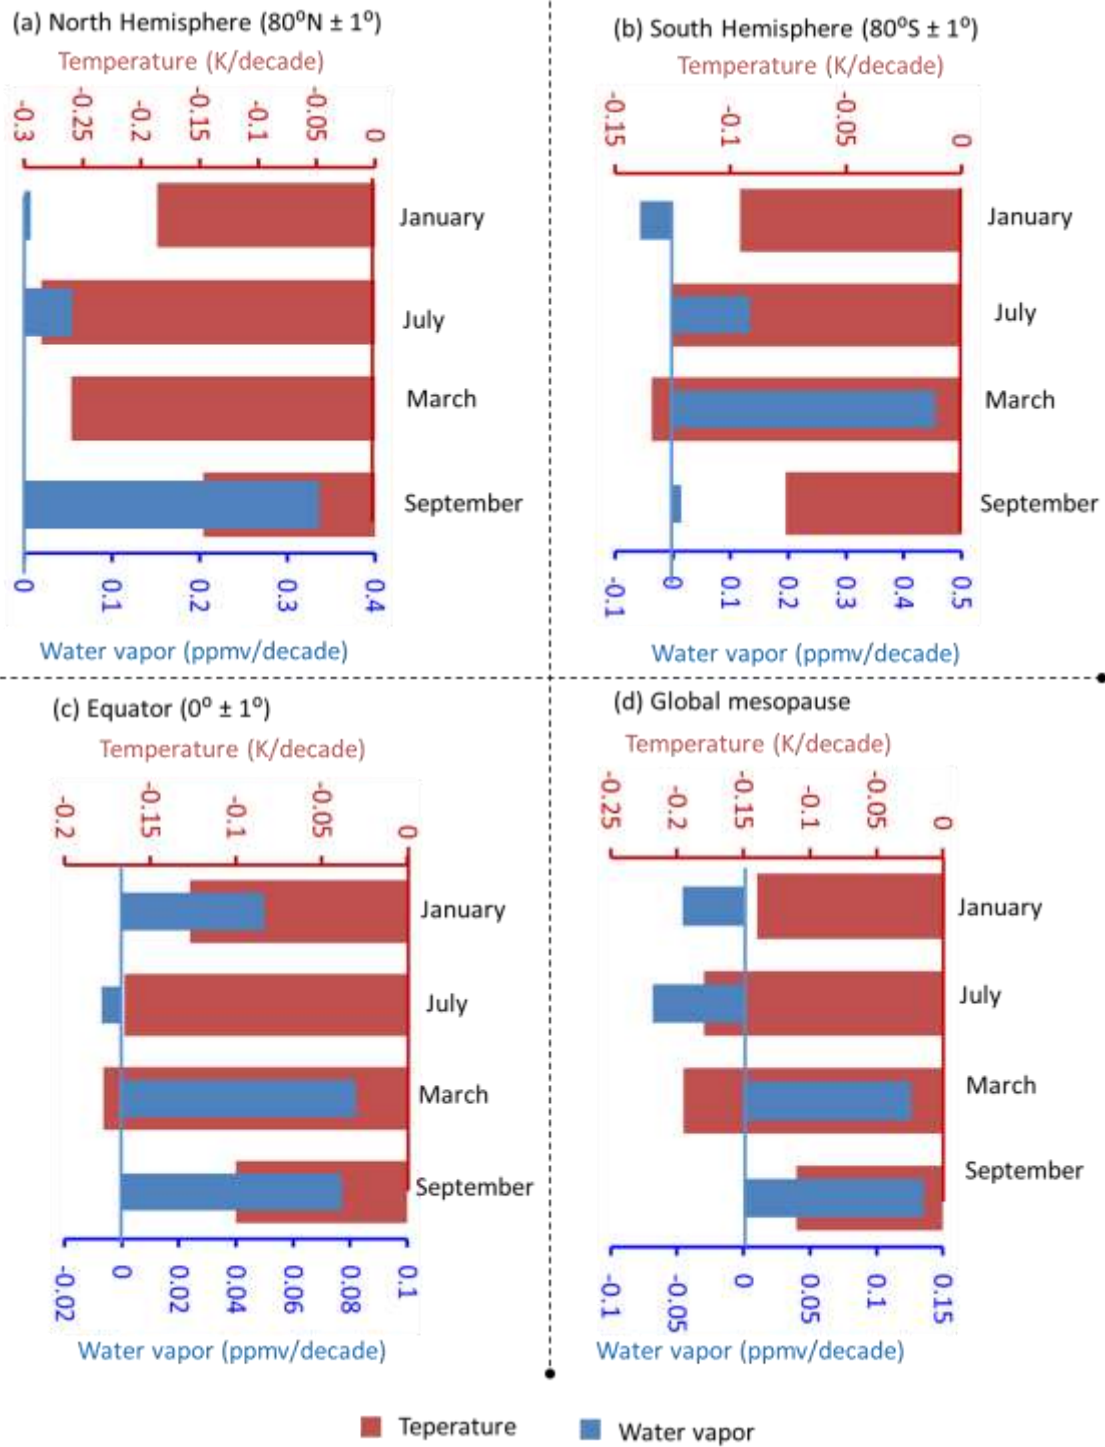 (a) North Hemisphere (80⁰N ± 1⁰)
Temperature (K/decade)
-0.3 -0.25 -0.2 -0.15 -0.1 -0.05 0
January
July
March
September
0 0.1 0.2 0.3 0.4
Water vapor (ppmv/decade)
(b) South Hemisphere (80⁰S ± 1⁰)
Temperature (K/decade)
-0.15 -0.1 -0.05 0
January
July
March
September
-0.1 0 0.1 0.2 0.3 0.4 0.5
Water vapor (ppmv/decade)
(c) Equator (0⁰ ± 1⁰)
Temperature (K/decade)
-0.2 -0.15 -0.1 -0.05 0
January
July
March
September
-0.02 0 0.02 0.04 0.06 0.08 0.1
Water vapor (ppmv/decade)
(d) Global mesopause
Temperature (K/decade)
-0.25 -0.2 -0.15 -0.1 -0.05 0
January
July
March
September
-0.1 -0.05 0 0.05 0.1 0.15
Water vapor (ppmv/decade)
Teperature
Water vapor